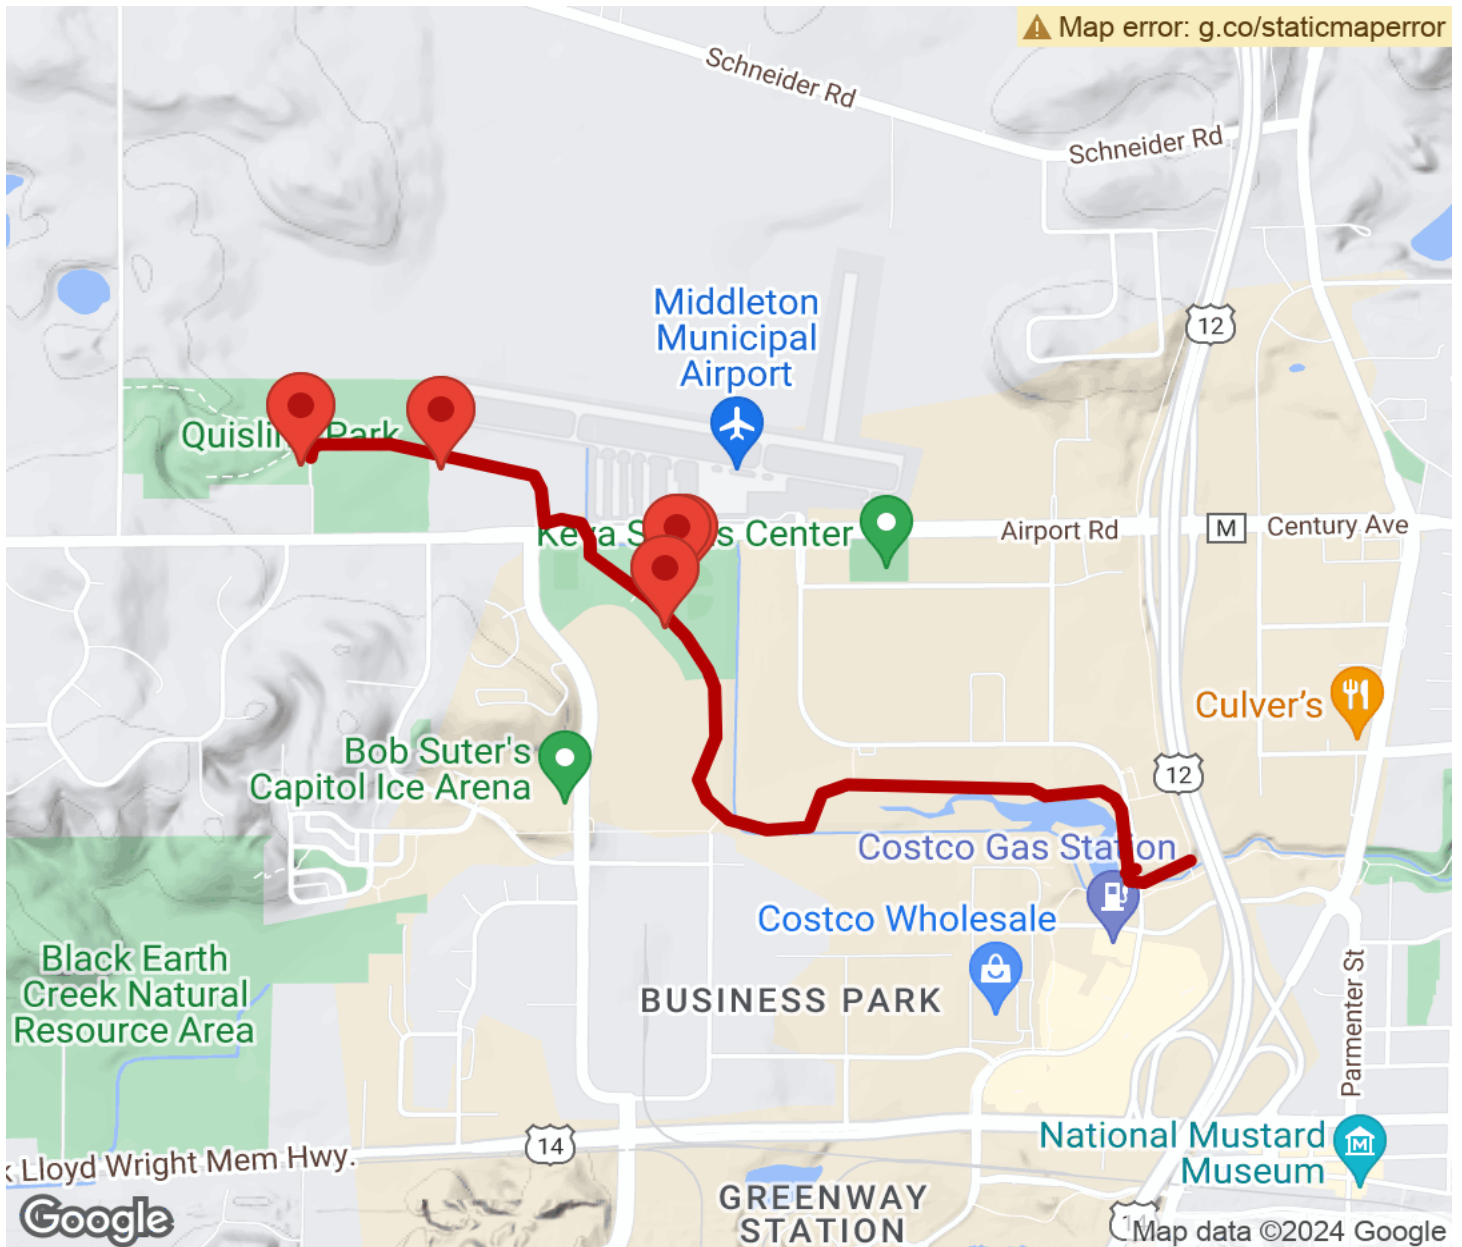 Map error: g.co/staticmaperror
Schneider Rd
Schneider Rd
12
Middleton
Municipal
Airport
Park
Center
Airport Rd
M
Century Ave
Culver's
12
Bob Suter's
Capitol Ice Arena
Costco Gas Station
Costco Wholesale
Black Earth
Creek Natural
Resource Area
BUSINESS PARK
Parmenter St
14
National Mustard
Museum
Lloyd Wright Mem Hwy.
GREENWAY
STATION
Google
Map data ©2024 Google